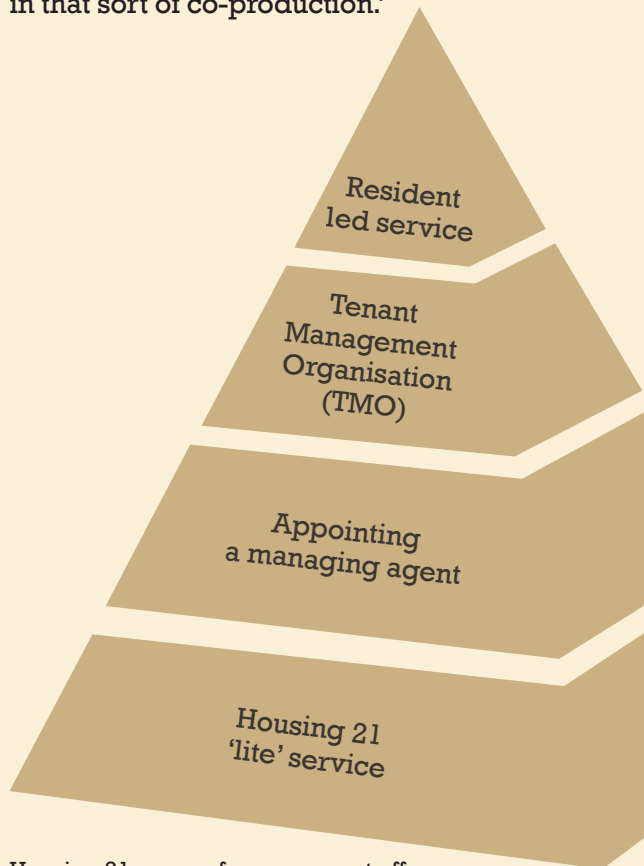 in that sort of co-production.’
Resident
led service
Tenant
Management
Organisation
(TMO)
Appointing
a managing agent
Housing 21
‘lite’ service